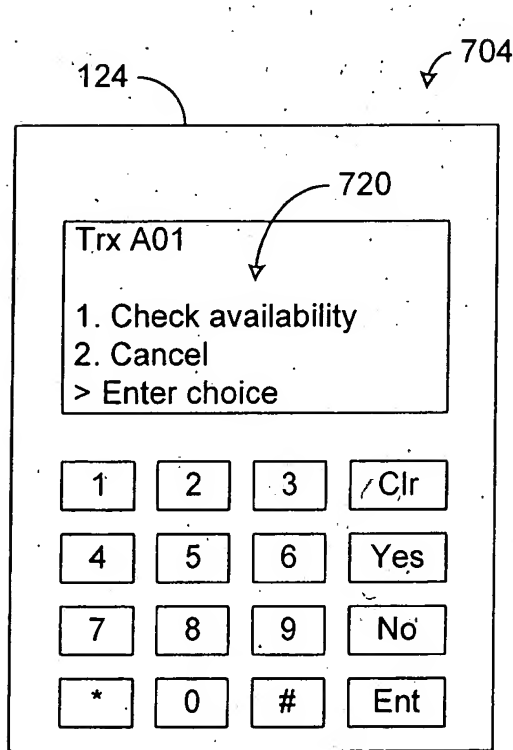 704
124
720
Trx A01
1. Check availability
2. Cancel
> Enter choice
1 2 3 Clr
4 5 6 Yes
7 8 9 No
* 0 # Ent